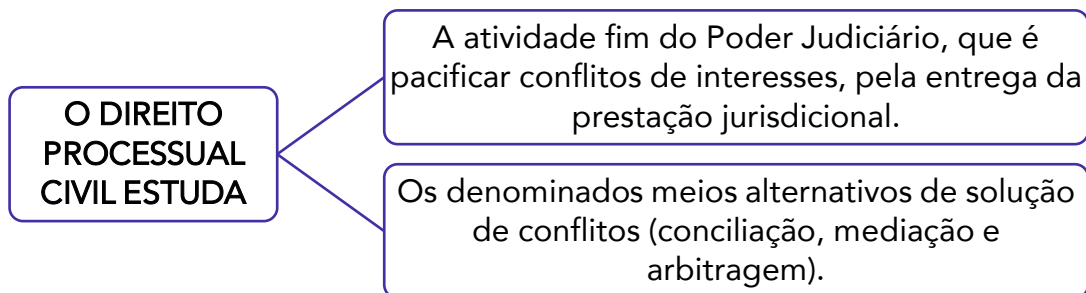 O DIREITO
PROCESSUAL
CIVIL ESTUDA
A atividade fim do Poder Judiciário, que é
pacificar conflitos de interesses, pela entrega da
prestação jurisdicional.
Os denominados meios alternativos de solução
de conflitos (conciliação, mediação e
arbitragem).